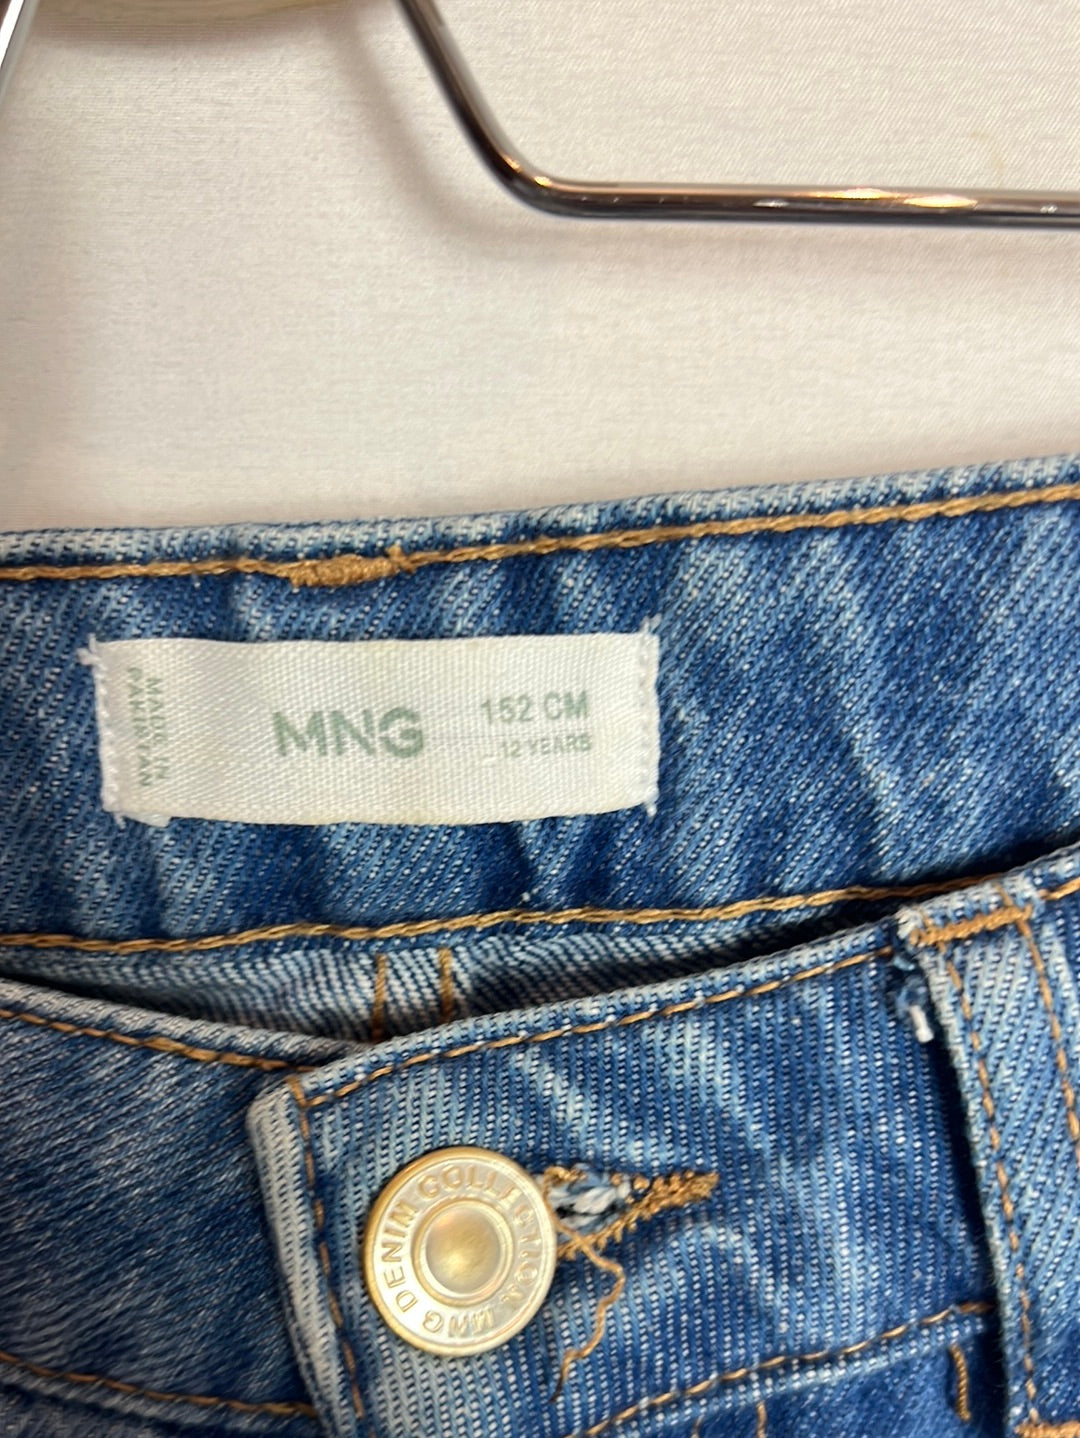 MADE IN
PAKISTAN
MNG
152 CM
12 YEARS
MNG DENIM COLLECTION